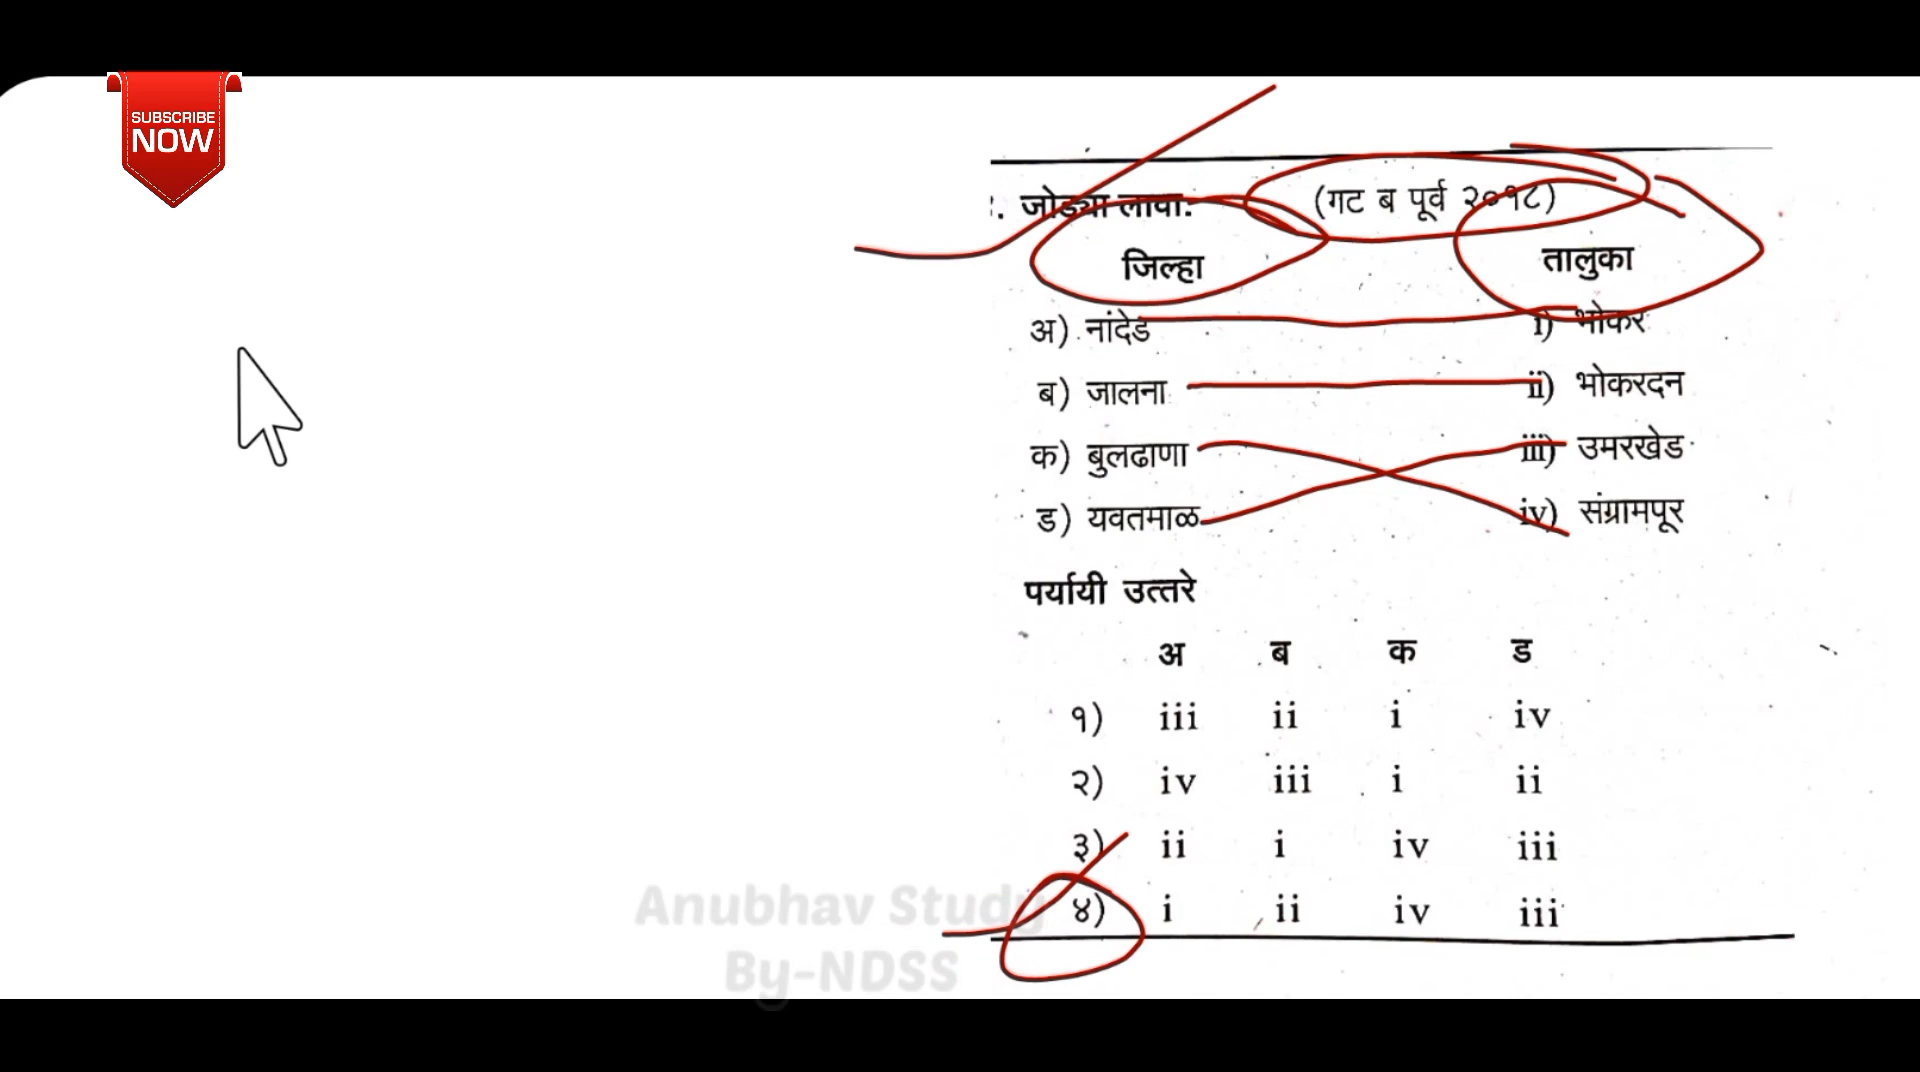 SUBSCRIBE
NOW
. जोड्या लावा. (गट ब पूर्व २०१८)
जिल्हा तालुका
अ) नांदेड i) भोकर
ब) जालना ii) भोकरदन
क) बुलढाणा iii) उमरखेड
ड) यवतमाळ iv) संग्रामपूर
पर्यायी उत्तरे
अ ब क ड
१) iii ii i iv
२) iv iii i ii
३) ii i iv iii
४) i ii iv iii
Anubhav Study
By-NDSS